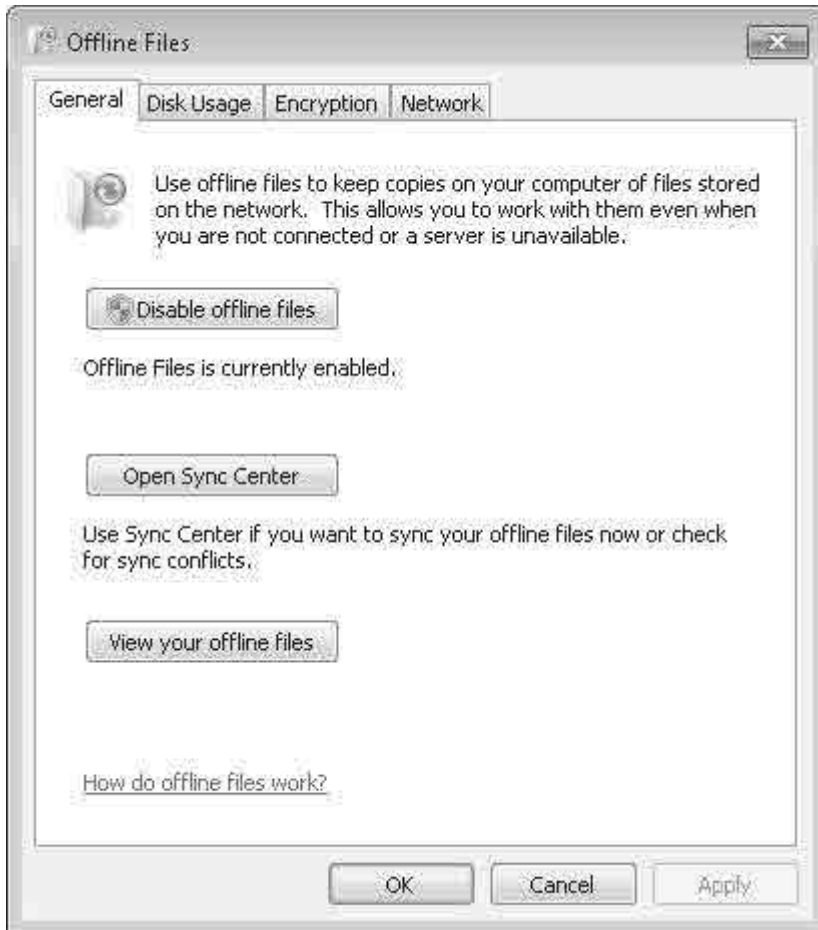 Offline Files
General Disk Usage Encryption Network
Use offline files to keep copies on your computer of files stored
on the network. This allows you to work with them even when
you are not connected or a server is unavailable.
Disable offline files
Offline Files is currently enabled.
Open Sync Center
Use Sync Center if you want to sync your offline files now or check
for sync conflicts.
View your offline files
How do offline files work?
OK Cancel Apply